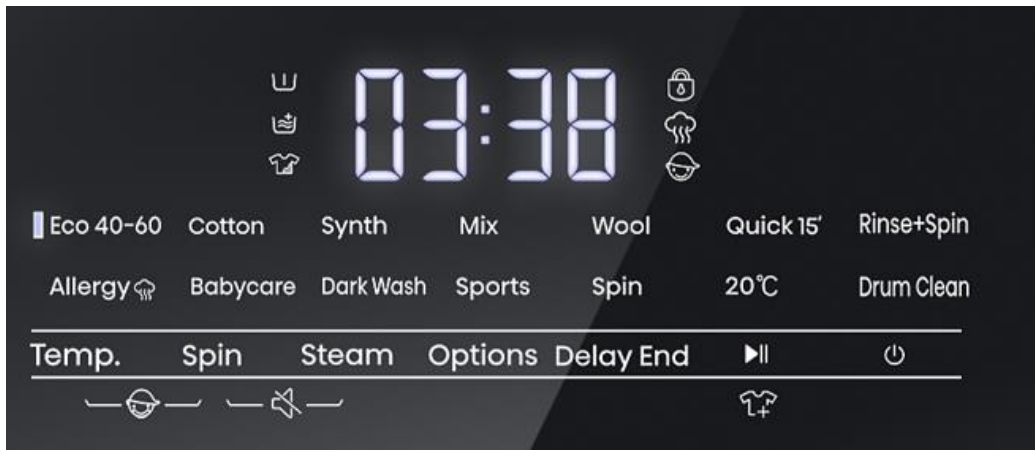 03:38
Eco 40-60 Cotton Synth Mix Wool Quick 15' Rinse+Spin
Allergy Babycare Dark Wash Sports Spin 20°C Drum Clean
Temp. Spin Steam Options Delay End